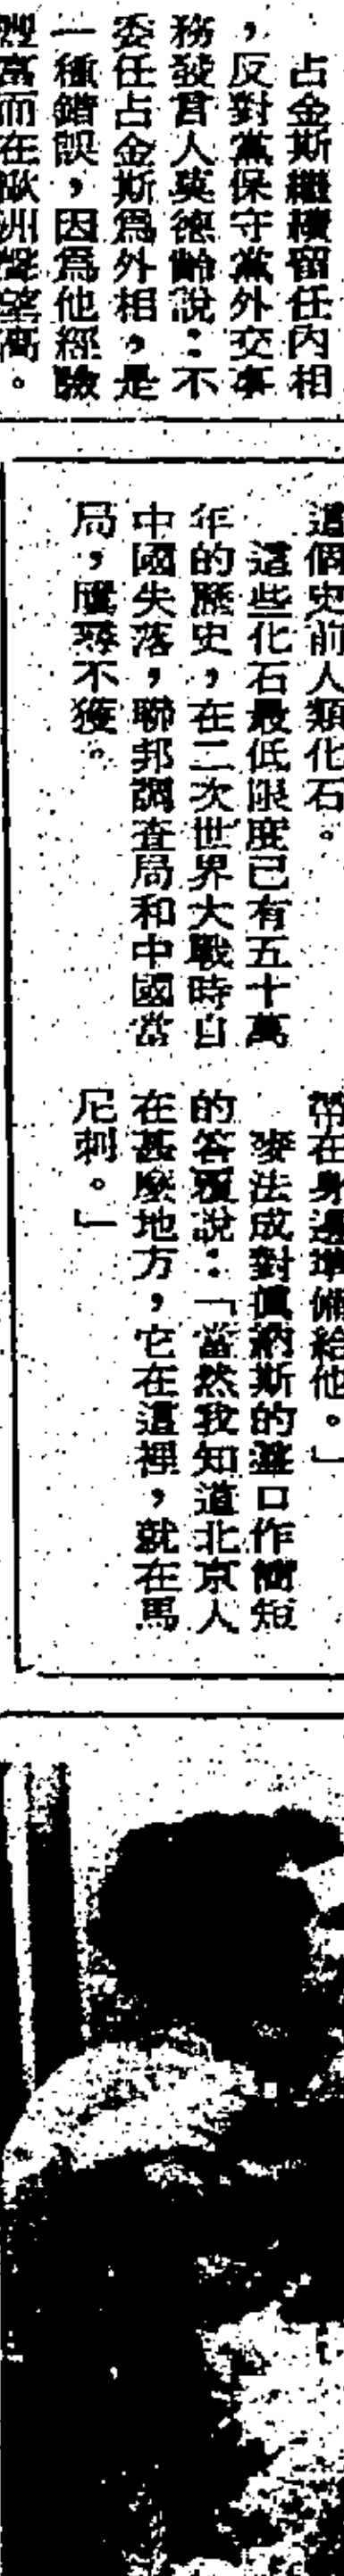 占金斯繼續留任內相
，反對黨保守黨外交事
務發言人莫德齡說：不
委任占金斯爲外相，是
一種錯誤，因爲他經驗
豐富而在歐洲聲望高。
這個史前人類化石。
這些化石最低限度已有五十萬
年的歷史，在二次世界大戰時自
中國失落，聯邦調查局和中國當
局，屢尋不獲。
帶在身邊準備給他。」
麥法成對真納斯的
口作簡短
的答覆說：「當然我知道北京人
在甚麼地方，它在這裡，就在馬
尼刺。」